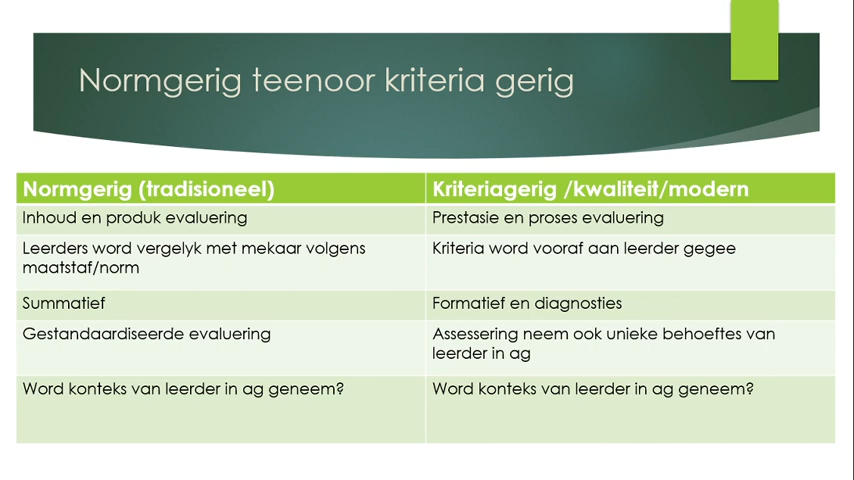 Normgerig teenoor kriteria gerig
Normgerig (tradisioneel)
Kriteriagerig /kwaliteit/modern
Inhoud en produk evaluering
Prestasie en proses evaluering
Leerders word vergelyk met mekaar volgens
maatstaf/norm
Kriteria word vooraf aan leerder gegee
Summatief
Formatief en diagnosties
Gestandaardiseerde evaluering
Assessering neem ook unieke behoeftes van
leerder in ag
Word konteks van leerder in ag geneem?
Word konteks van leerder in ag geneem?